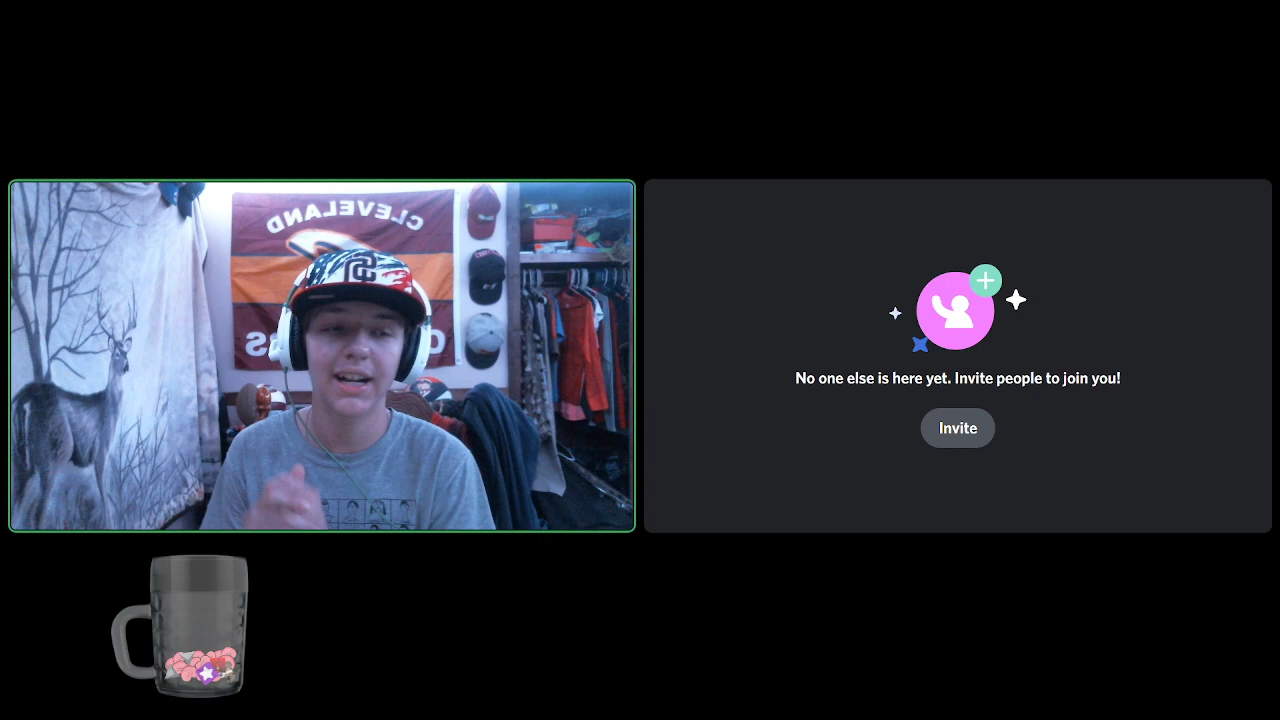 CLEVELAND
No one else is here yet. Invite people to join you!
Invite